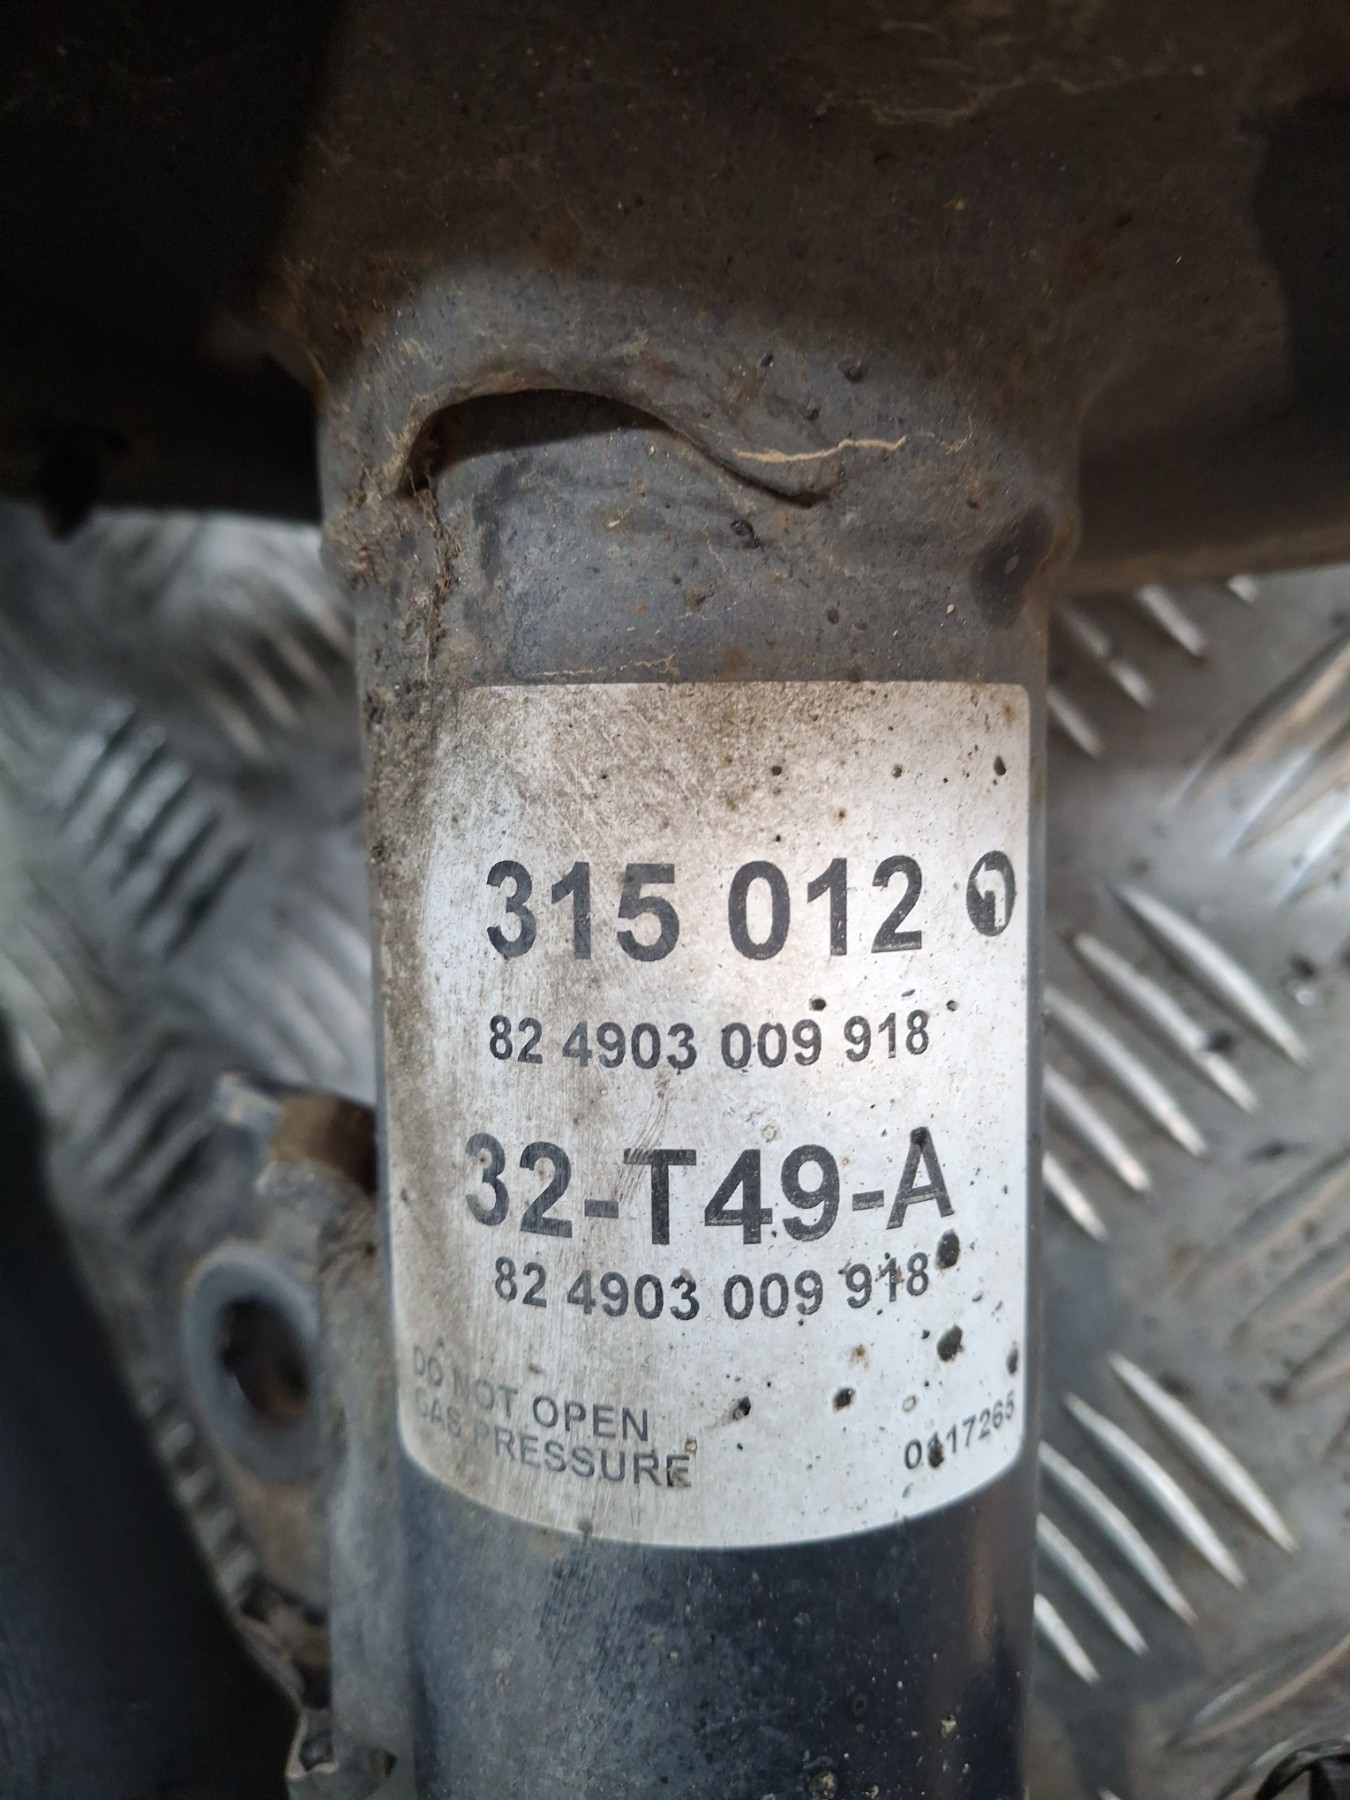 315 012
82 4903 009 918
32-T49-A
82 4903 009 918
DO NOT OPEN
GAS PRESSURE
0117265